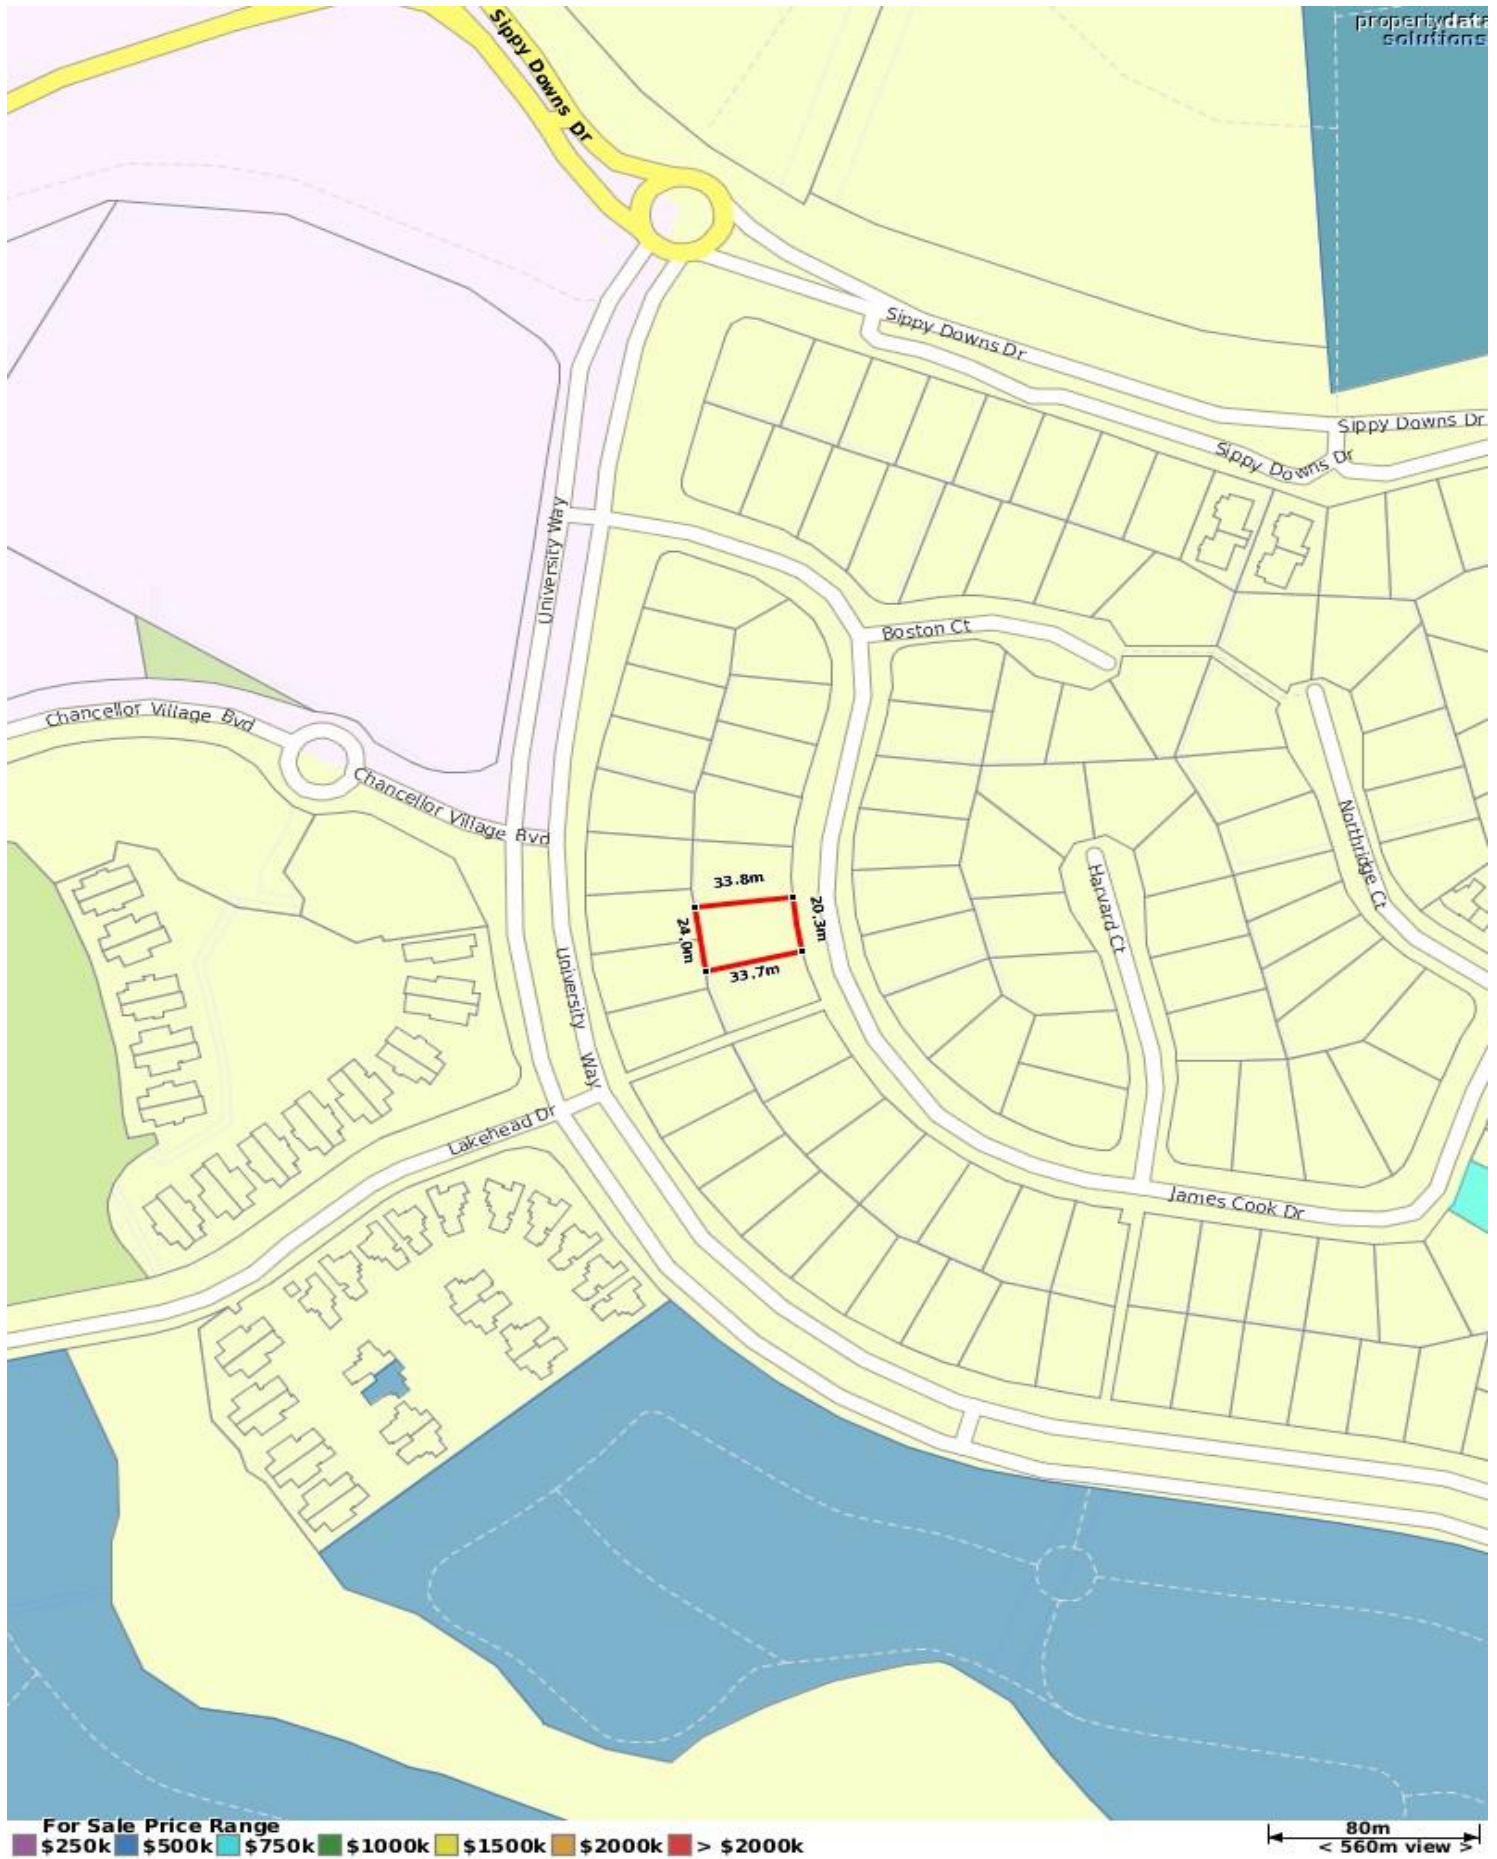 propertydata
solutions
Sippy Downs Dr
Sippy Downs Dr
Sippy Downs Dr
Sippy Downs Dr
University Way
Boston Ct
Chancellor Village Bvd
Chancellor Village Bvd
Northridge Ct
Harvard Ct
33.8m
20.3m
24.0m
33.7m
University Way
Lakehead Dr
James Cook Dr
For Sale Price Range
$250k $500k $750k $1000k $1500k $2000k > $2000k
80m
< 560m view >